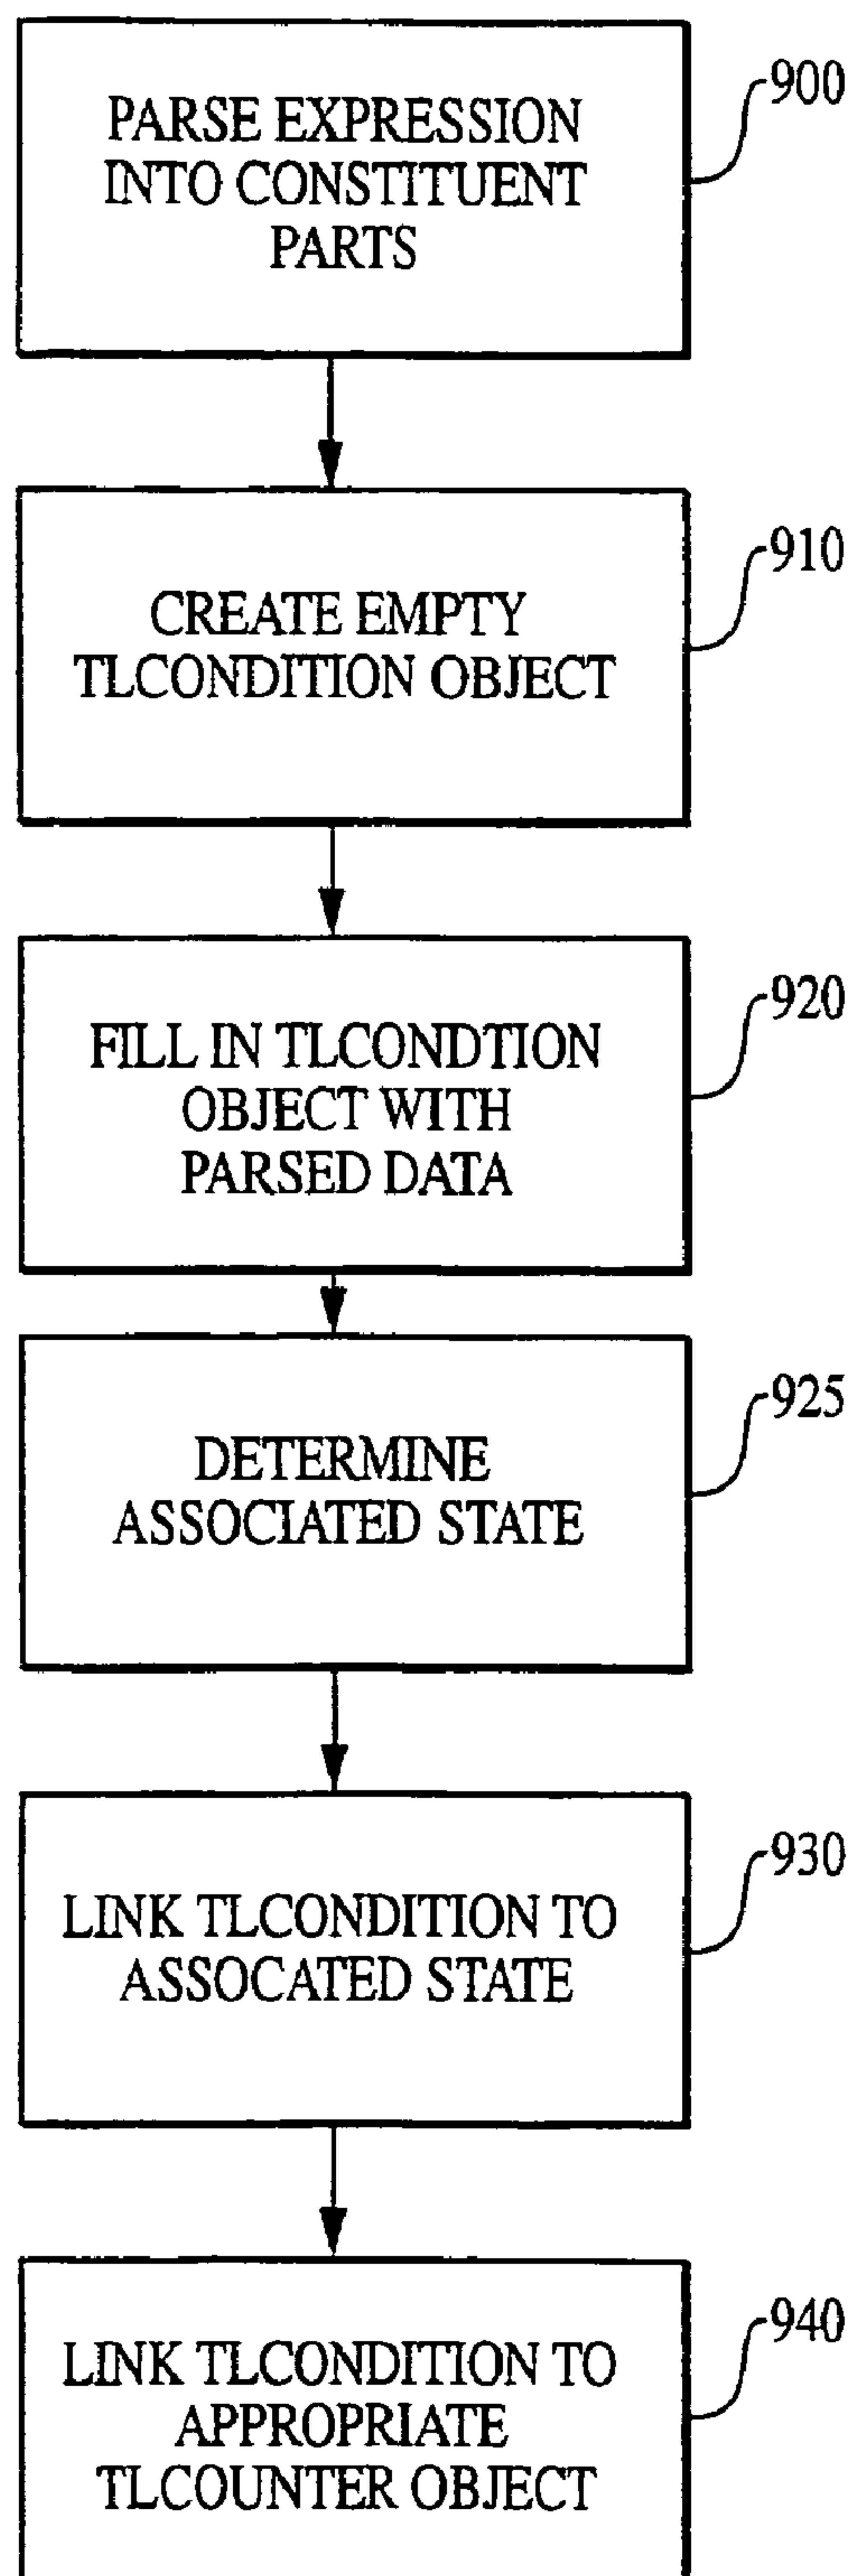 PARSE EXPRESSION
INTO CONSTITUENT
PARTS
900
CREATE EMPTY
TLCONDITION OBJECT
910
FILL IN TLCONDTION
OBJECT WITH
PARSED DATA
920
DETERMINE
ASSOCIATED STATE
925
LINK TLCONDITION TO
ASSOCATED STATE
930
LINK TLCONDITION TO
APPROPRIATE
TLCOUNTER OBJECT
940